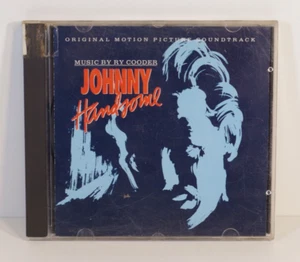 ORIGINAL MOTION PICTURE SOUNDTRACK
MUSIC BY RY COODER
JOHNNY
Handsome